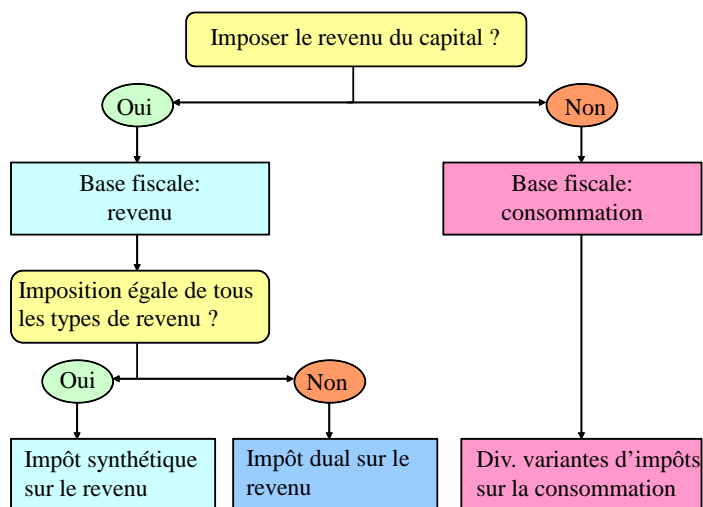 Imposer le revenu du capital ?
Oui
Non
Base fiscale:
revenu
Base fiscale:
consommation
Imposition égale de tous
les types de revenu ?
Oui
Non
Impôt synthétique
sur le revenu
Impôt dual sur le
revenu
Div. variantes d’impôts
sur la consommation